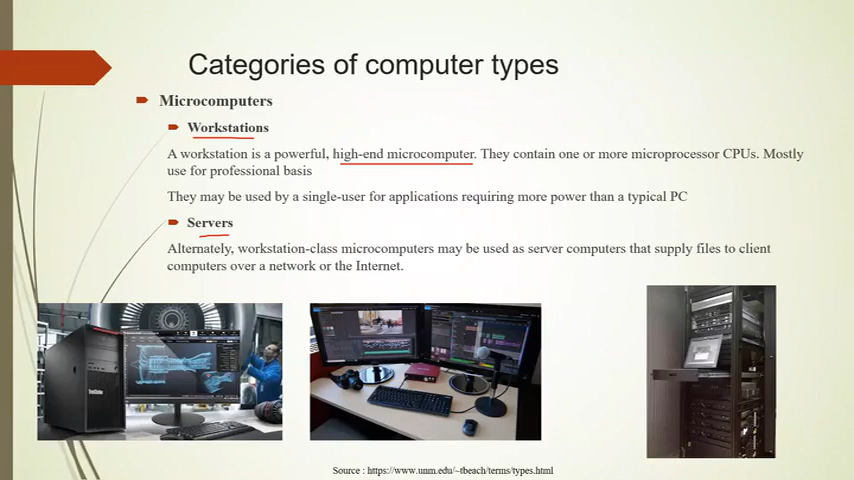 Categories of computer types
Microcomputers
Workstations
A workstation is a powerful, high-end microcomputer. They contain one or more microprocessor CPUs. Mostly
use for professional basis
They may be used by a single-user for applications requiring more power than a typical PC
Servers
Alternately, workstation-class microcomputers may be used as server computers that supply files to client
computers over a network or the Internet.
Source : https://www.unm.edu/~tbeach/terms/types.html